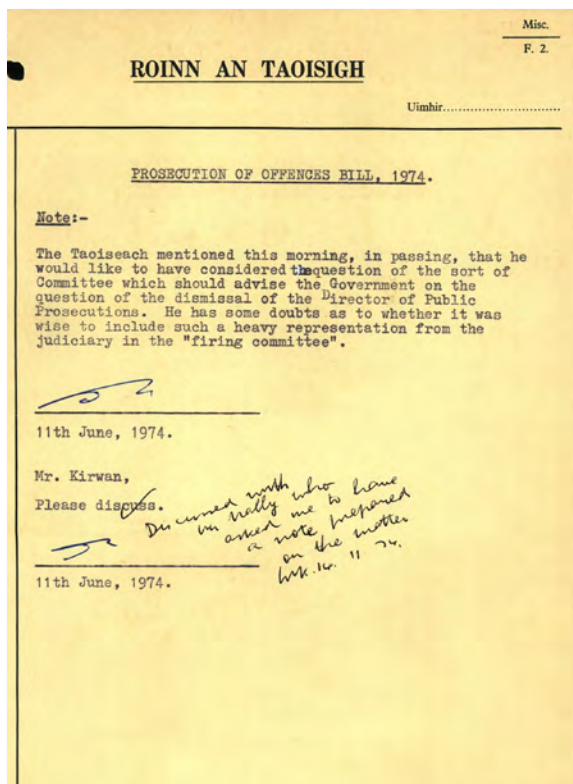 Misc.
F. 2.
ROINN AN TAOISIGH
Uimhir..............................
PROSECUTION OF OFFENCES BILL, 1974.
Note:-
The Taoiseach mentioned this morning, in passing, that he
would like to have considered the question of the sort of
Committee which should advise the Government on the
question of the dismissal of the Director of Public
Prosecutions. He has some doubts as to whether it was
wise to include such a heavy representation from the
judiciary in the "firing committee".
11th June, 1974.
Mr. Kirwan,
Please discuss.
Discussed with
Mr Nally who
asked me to have
a note prepared
on the matter
11th June, 1974.